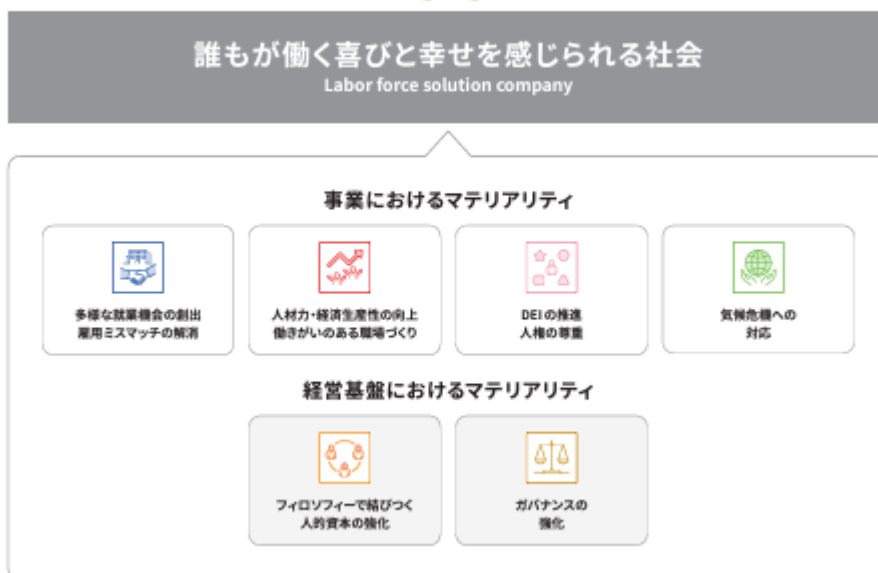 誰もが働く喜びと幸せを感じられる社会
Labor force solution company
事業におけるマテリアリティ
多様な就業機会の創出
雇用ミスマッチの解消
人材力・経済生産性の向上
働きがいのある職場づくり
DEIの推進
人権の尊重
気候危機への
対応
経営基盤におけるマテリアリティ
フィロソフィーで結びつく
人的資本の強化
ガバナンスの
強化